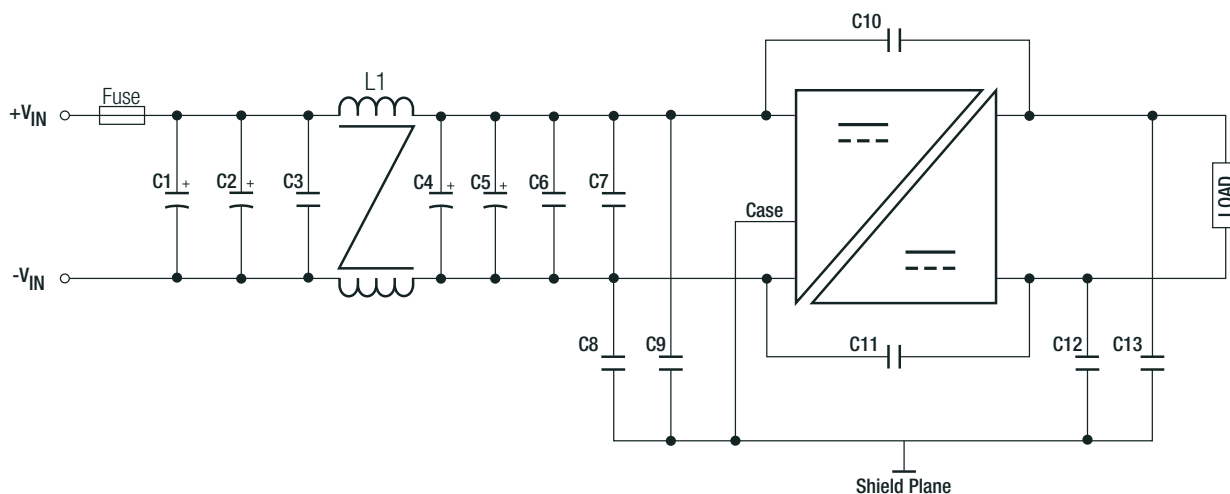 C10
L1
Fuse
+VIN
C1 +
C2 +
C3
C4 +
C5 +
C6
C7
Case
LOAD
-VIN
C8
C9
C11
C12
C13
Shield Plane